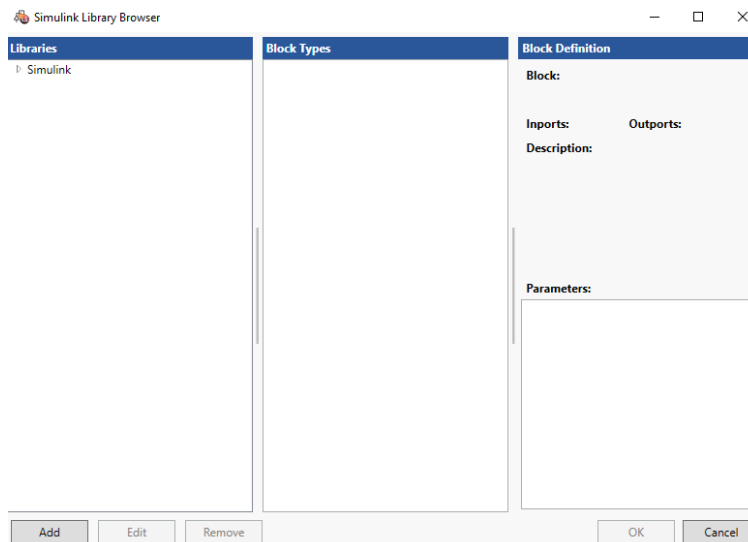 Simulink Library Browser
Libraries
Block Types
Block Definition
Simulink
Block:
Inports:
Outports:
Description:
Parameters:
Add
Edit
Remove
OK
Cancel